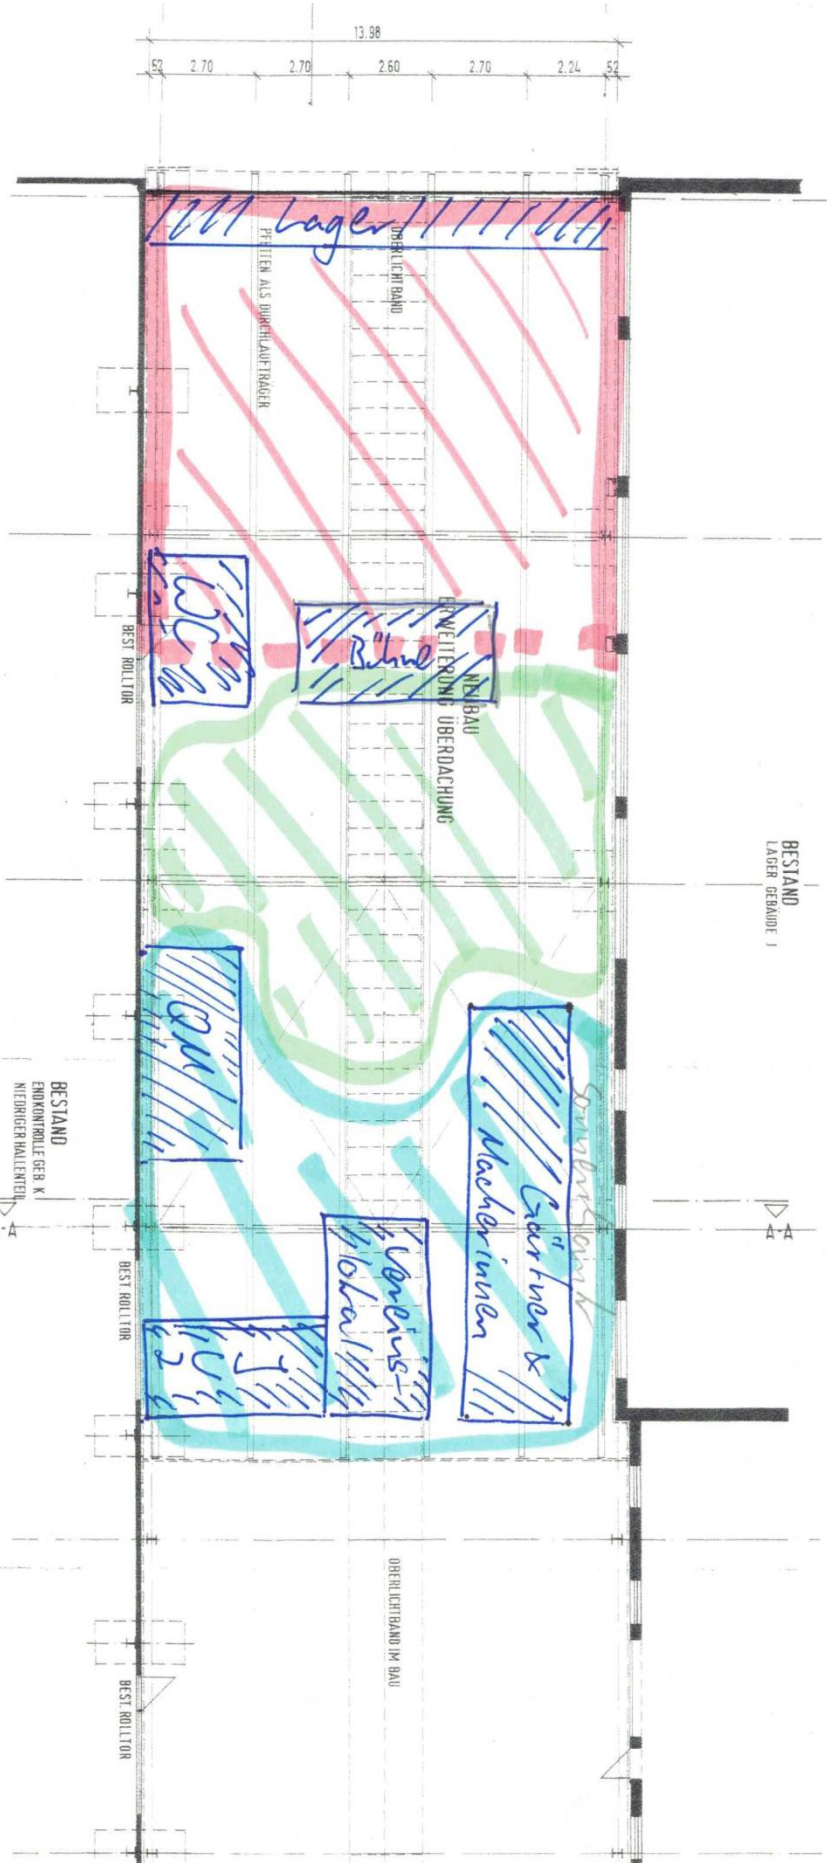 13.98
52 2.70 2.70 2.60 2.70 2.24 52
Lager
OBERLICHTBAND
PFETTEN ALS DURCHLAUFTRÄGER
WC
Bühne
BEST. ROLLTOR
NEUBAU
ERWEITERUNG ÜBERDACHUNG
BESTAND
LAGER GEBÄUDE J
QM
Gärtner &
Macherinnen
BESTAND
ENDKONTROLLE GEB. K
NIEDRIGER HALLENTEIL
A-A
-A
Vereins-
lokal
JUZ
BEST. ROLLTOR
OBERLICHTBAND IM BAU
BEST. ROLLTOR